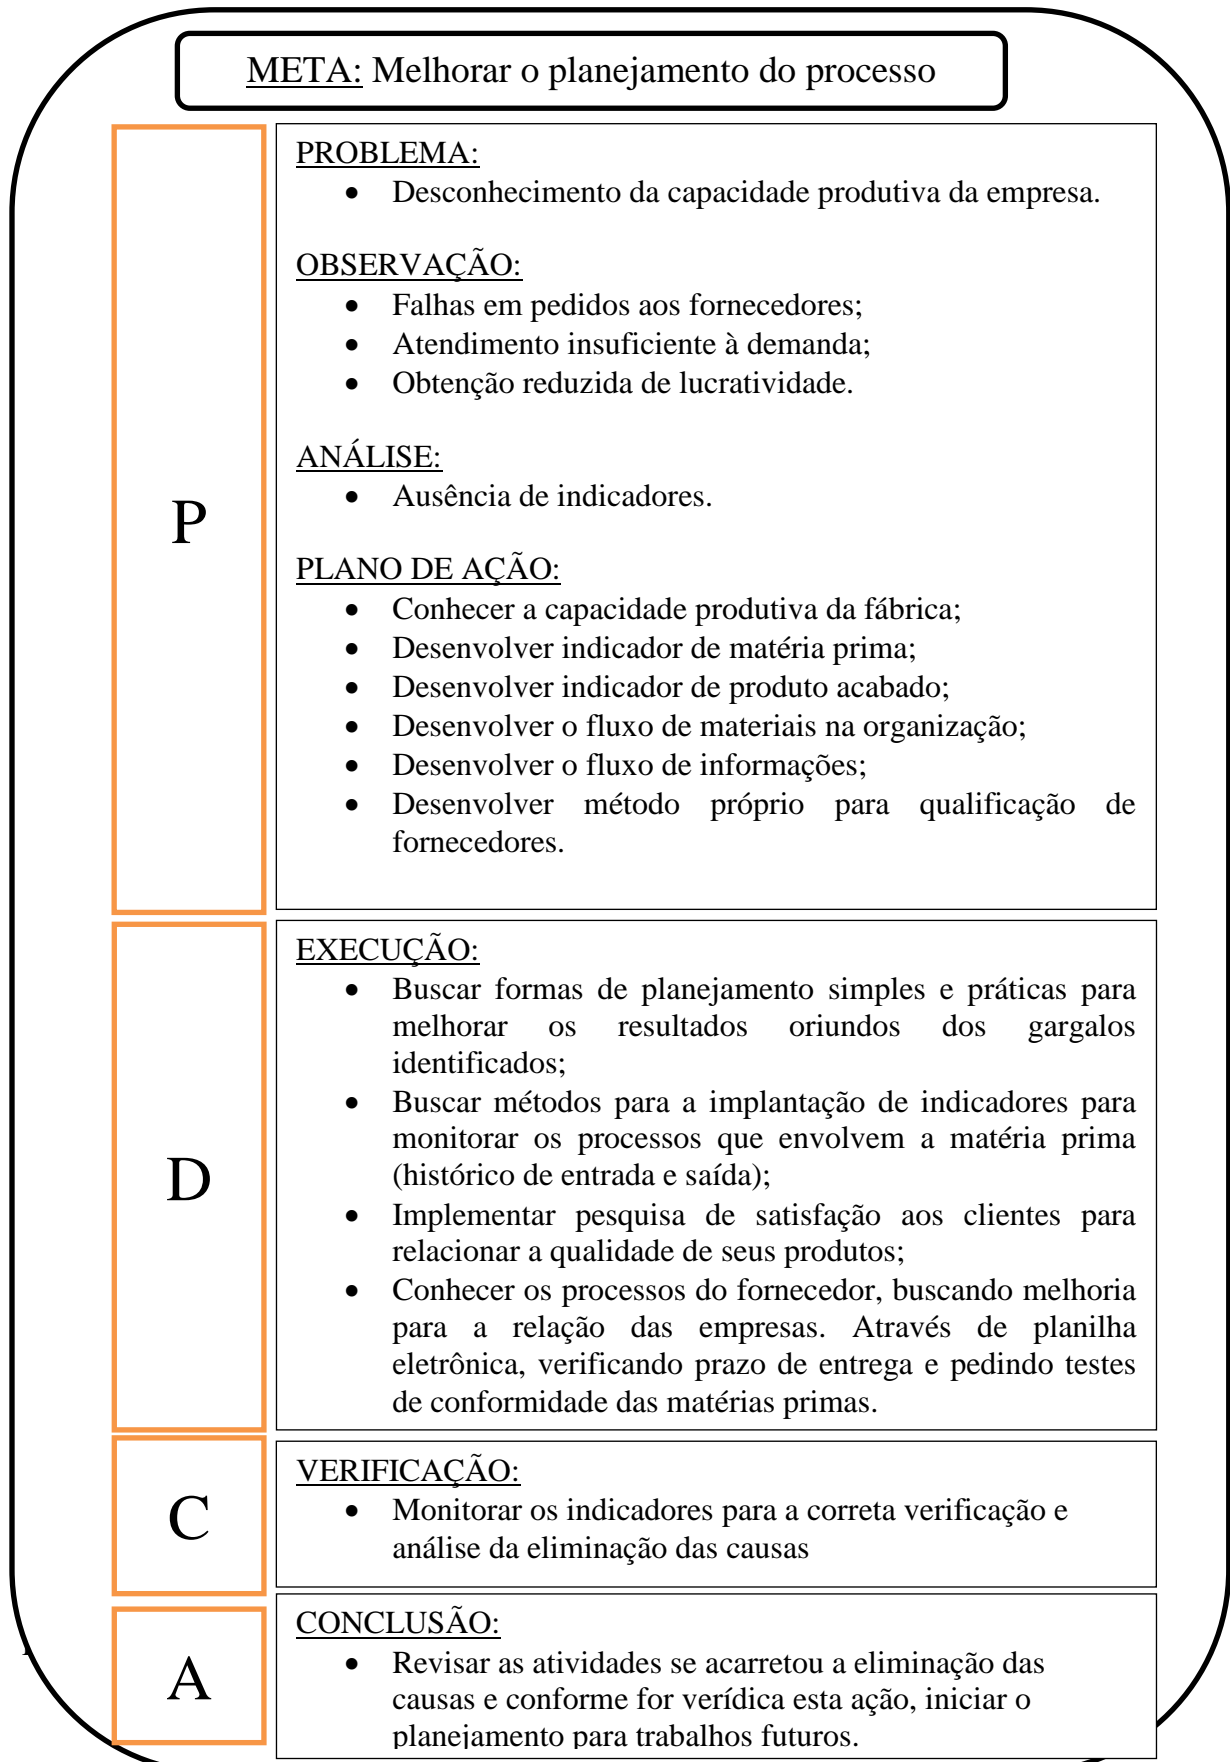 META: Melhorar o planejamento do processo
P
PROBLEMA:
• Desconhecimento da capacidade produtiva da empresa.
OBSERVAÇÃO:
• Falhas em pedidos aos fornecedores;
• Atendimento insuficiente à demanda;
• Obtenção reduzida de lucratividade.
ANÁLISE:
• Ausência de indicadores.
PLANO DE AÇÃO:
• Conhecer a capacidade produtiva da fábrica;
• Desenvolver indicador de matéria prima;
• Desenvolver indicador de produto acabado;
• Desenvolver o fluxo de materiais na organização;
• Desenvolver o fluxo de informações;
• Desenvolver método próprio para qualificação de
fornecedores.
D
EXECUÇÃO:
• Buscar formas de planejamento simples e práticas para
melhorar os resultados oriundos dos gargalos
identificados;
• Buscar métodos para a implantação de indicadores para
monitorar os processos que envolvem a matéria prima
(histórico de entrada e saída);
• Implementar pesquisa de satisfação aos clientes para
relacionar a qualidade de seus produtos;
• Conhecer os processos do fornecedor, buscando melhoria
para a relação das empresas. Através de planilha
eletrônica, verificando prazo de entrega e pedindo testes
de conformidade das matérias primas.
C
VERIFICAÇÃO:
• Monitorar os indicadores para a correta verificação e
análise da eliminação das causas
A
CONCLUSÃO:
• Revisar as atividades se acarretou a eliminação das
causas e conforme for verídica esta ação, iniciar o
planejamento para trabalhos futuros.